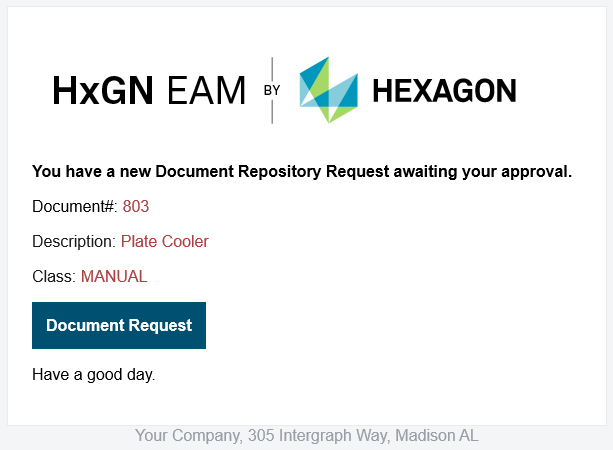 HxGN EAM BY HEXAGON
You have a new Document Repository Request awaiting your approval.
Document#: 803
Description: Plate Cooler
Class: MANUAL
Document Request
Have a good day.
Your Company, 305 Intergraph Way, Madison AL